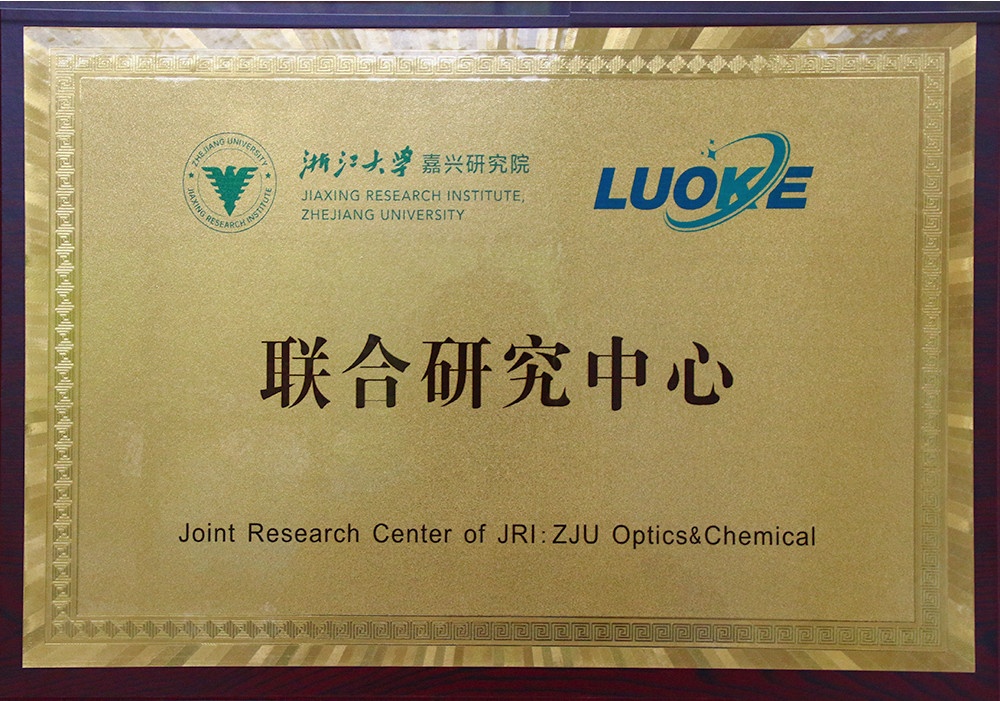 ZHEJIANG UNIVERSITY
JIAXING RESEARCH INSTITUTE
浙江大学 嘉兴研究院
JIAXING RESEARCH INSTITUTE,
ZHEJIANG UNIVERSITY
LUOKE
联合研究中心
Joint Research Center of JRI:ZJU Optics&Chemical